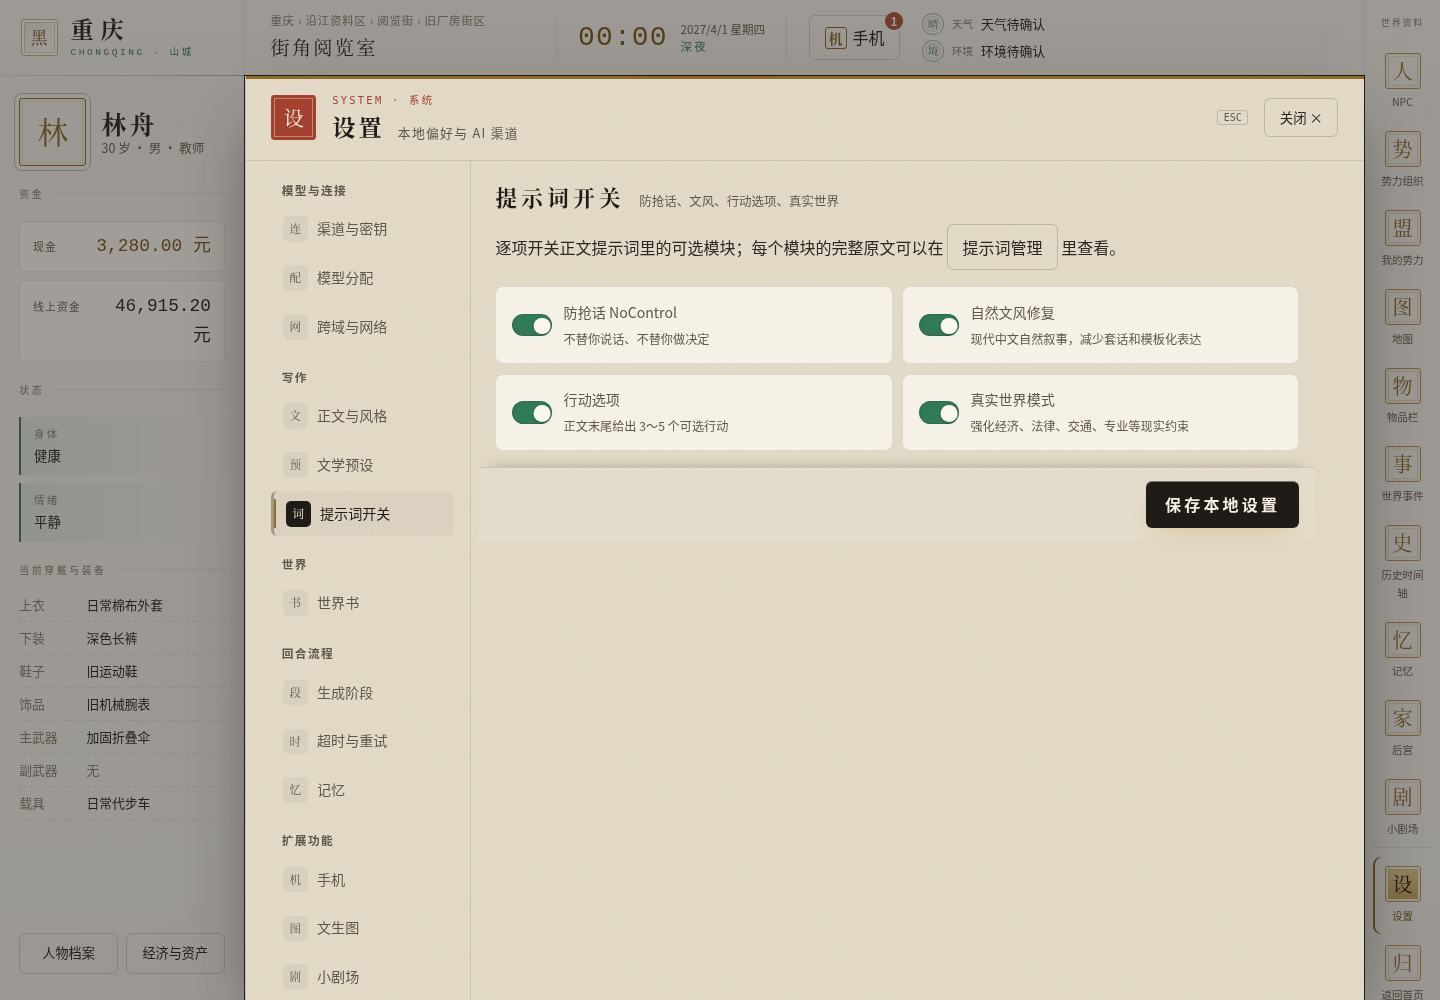 黑
重庆
CHONGQING · 山城
重庆 › 沿江资料区 › 阅览街 › 旧厂房街区
街角阅览室
00:00
2027/4/1 星期四
深夜
机 手机
1
晴 天气 天气待确认
境 环境 环境待确认
世界资料
林
林舟
30 岁 · 男 · 教师
资金
现金 3,280.00 元
线上资金 46,915.20
元
状态
身体
健康
情绪
平静
当前穿戴与装备
上衣 日常棉布外套
下装 深色长裤
鞋子 旧运动鞋
饰品 旧机械腕表
主武器 加固折叠伞
副武器 无
载具 日常代步车
人物档案
经济与资产
设
SYSTEM · 系统
设置 本地偏好与 AI 渠道
ESC
关闭 ×
模型与连接
连 渠道与密钥
配 模型分配
网 跨域与网络
写作
文 正文与风格
预 文学预设
词 提示词开关
世界
书 世界书
回合流程
段 生成阶段
时 超时与重试
忆 记忆
扩展功能
机 手机
图 文生图
剧 小剧场
提示词开关 防抢话、文风、行动选项、真实世界
逐项开关正文提示词里的可选模块；每个模块的完整原文可以在 提示词管理 里查看。
防抢话 NoControl
不替你说话、不替你做决定
自然文风修复
现代中文自然叙事，减少套话和模板化表达
行动选项
正文末尾给出 3～5 个可选行动
真实世界模式
强化经济、法律、交通、专业等现实约束
保存本地设置
人
NPC
势
势力组织
盟
我的势力
图
地图
物
物品栏
事
世界事件
史
历史时间
轴
忆
记忆
家
后宫
剧
小剧场
设
设置
归
返回首页